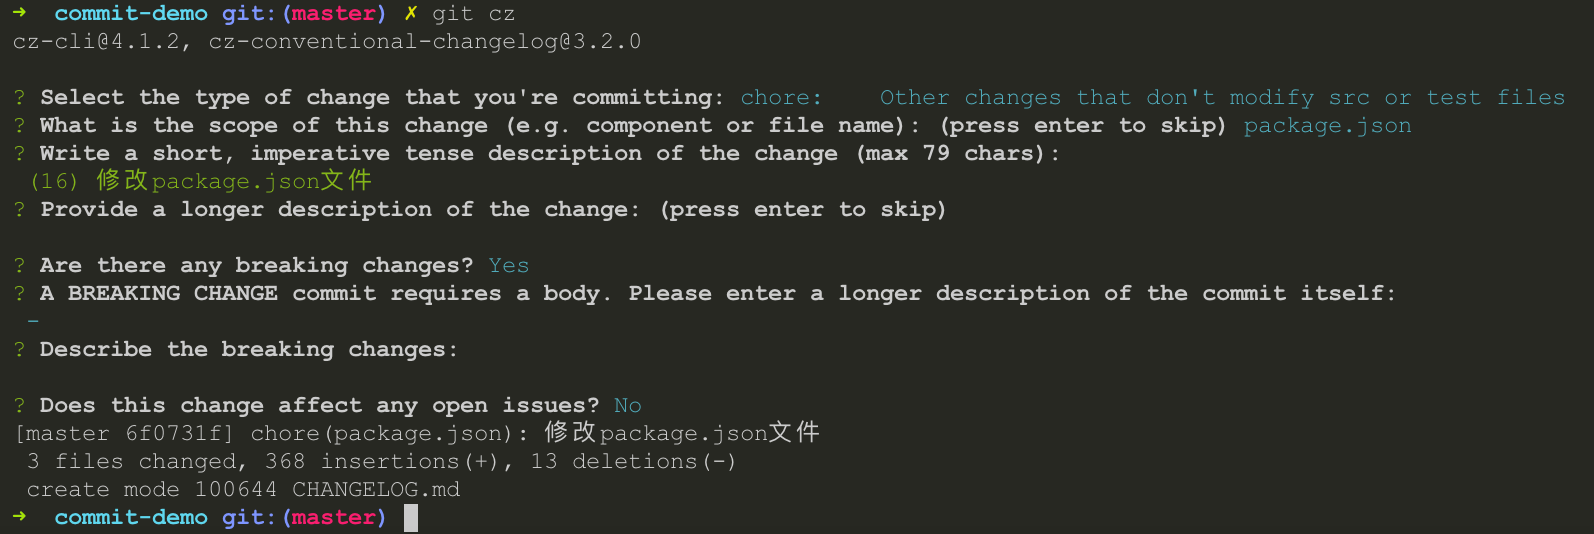 ➜  commit-demo git:(master) ✗ git cz
cz-cli@4.1.2, cz-conventional-changelog@3.2.0
? Select the type of change that you're committing: chore:    Other changes that don't modify src or test files
? What is the scope of this change (e.g. component or file name): (press enter to skip) package.json
? Write a short, imperative tense description of the change (max 79 chars):
 (16) 修改package.json文件
? Provide a longer description of the change: (press enter to skip)
? Are there any breaking changes? Yes
? A BREAKING CHANGE commit requires a body. Please enter a longer description of the commit itself:
 -
? Describe the breaking changes:
? Does this change affect any open issues? No
[master 6f0731f] chore(package.json): 修改package.json文件
 3 files changed, 368 insertions(+), 13 deletions(-)
 create mode 100644 CHANGELOG.md
➜  commit-demo git:(master)